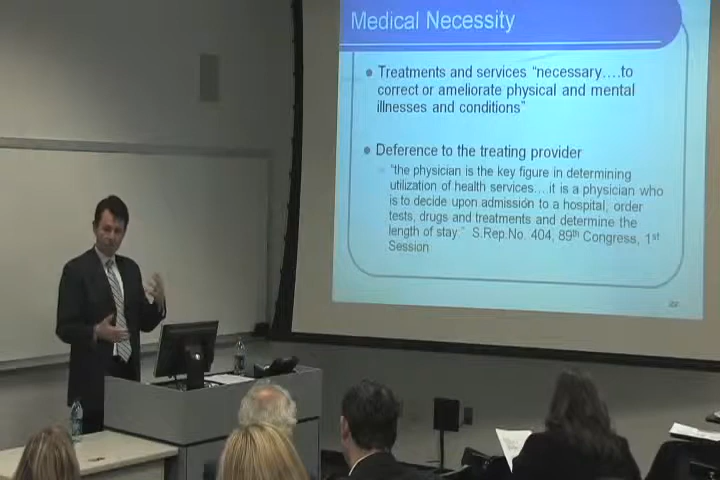 Medical Necessity
Treatments and services “necessary….to
correct or ameliorate physical and mental
illnesses and conditions”
Deference to the treating provider
“the physician is the key figure in determining
utilization of health services… it is a physician who
is to decide upon admission to a hospital, order
tests, drugs and treatments and determine the
length of stay.” S.Rep.No. 404, 89th Congress, 1st
Session